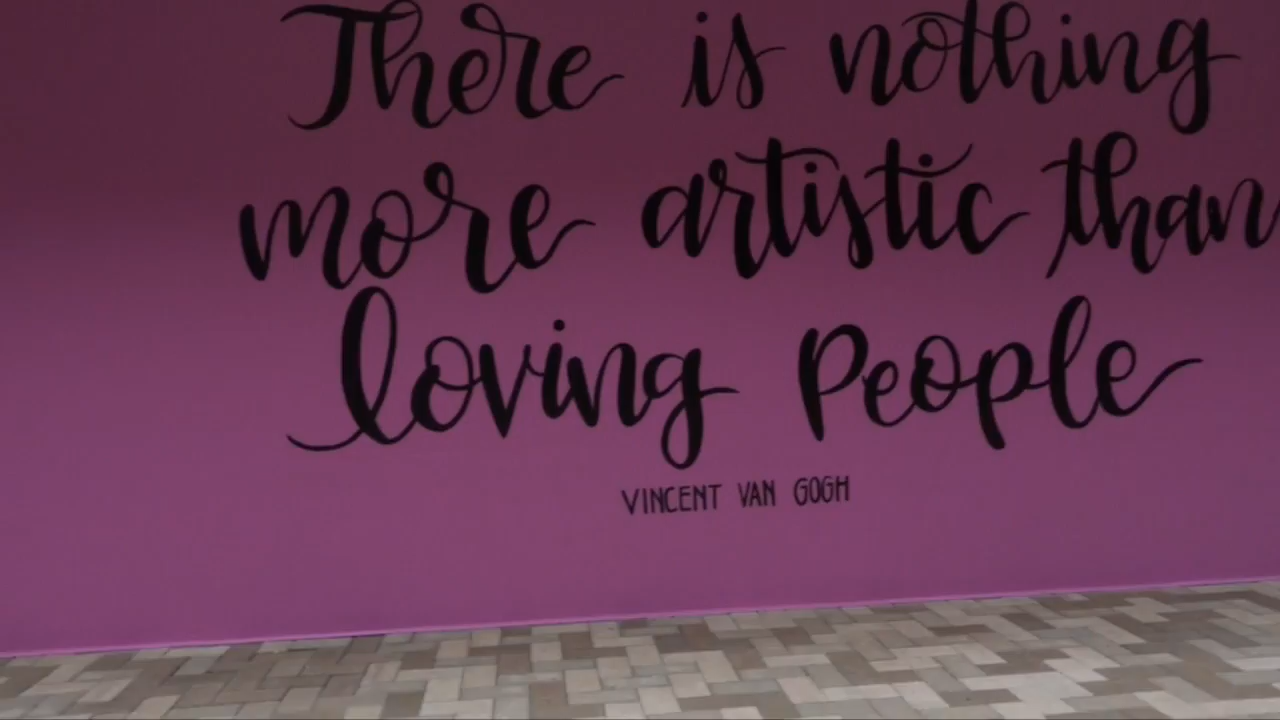 There is nothing
more artistic than
loving People
VINCENT VAN GOGH